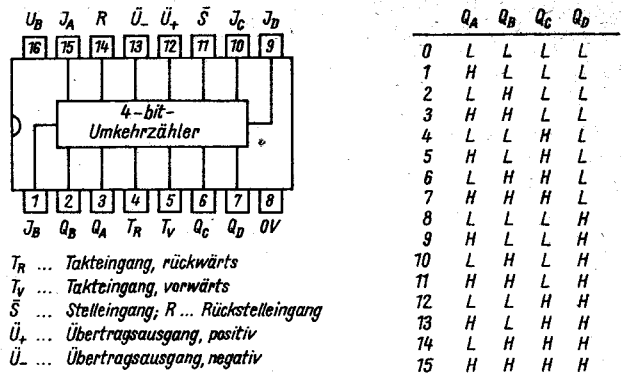 U_B J_A R Ü_- Ü_+ S̅ J_C J_D
16 15 14 13 12 11 10 9
4-bit-
Umkehrzähler
1 2 3 4 5 6 7 8
J_B Q_B Q_A T_R T_V Q_C Q_D 0V
T_R ... Takteingang, rückwärts
T_V ... Takteingang, vorwärts
S̅ ... Stelleingang; R ... Rückstelleingang
Ü_+ ... Übertragsausgang, positiv
Ü_- ... Übertragsausgang, negativ
Q_A Q_B Q_C Q_D
0 L L L L
1 H L L L
2 L H L L
3 H H L L
4 L L H L
5 H L H L
6 L H H L
7 H H H L
8 L L L H
9 H L L H
10 L H L H
11 H H L H
12 L L H H
13 H L H H
14 L H H H
15 H H H H